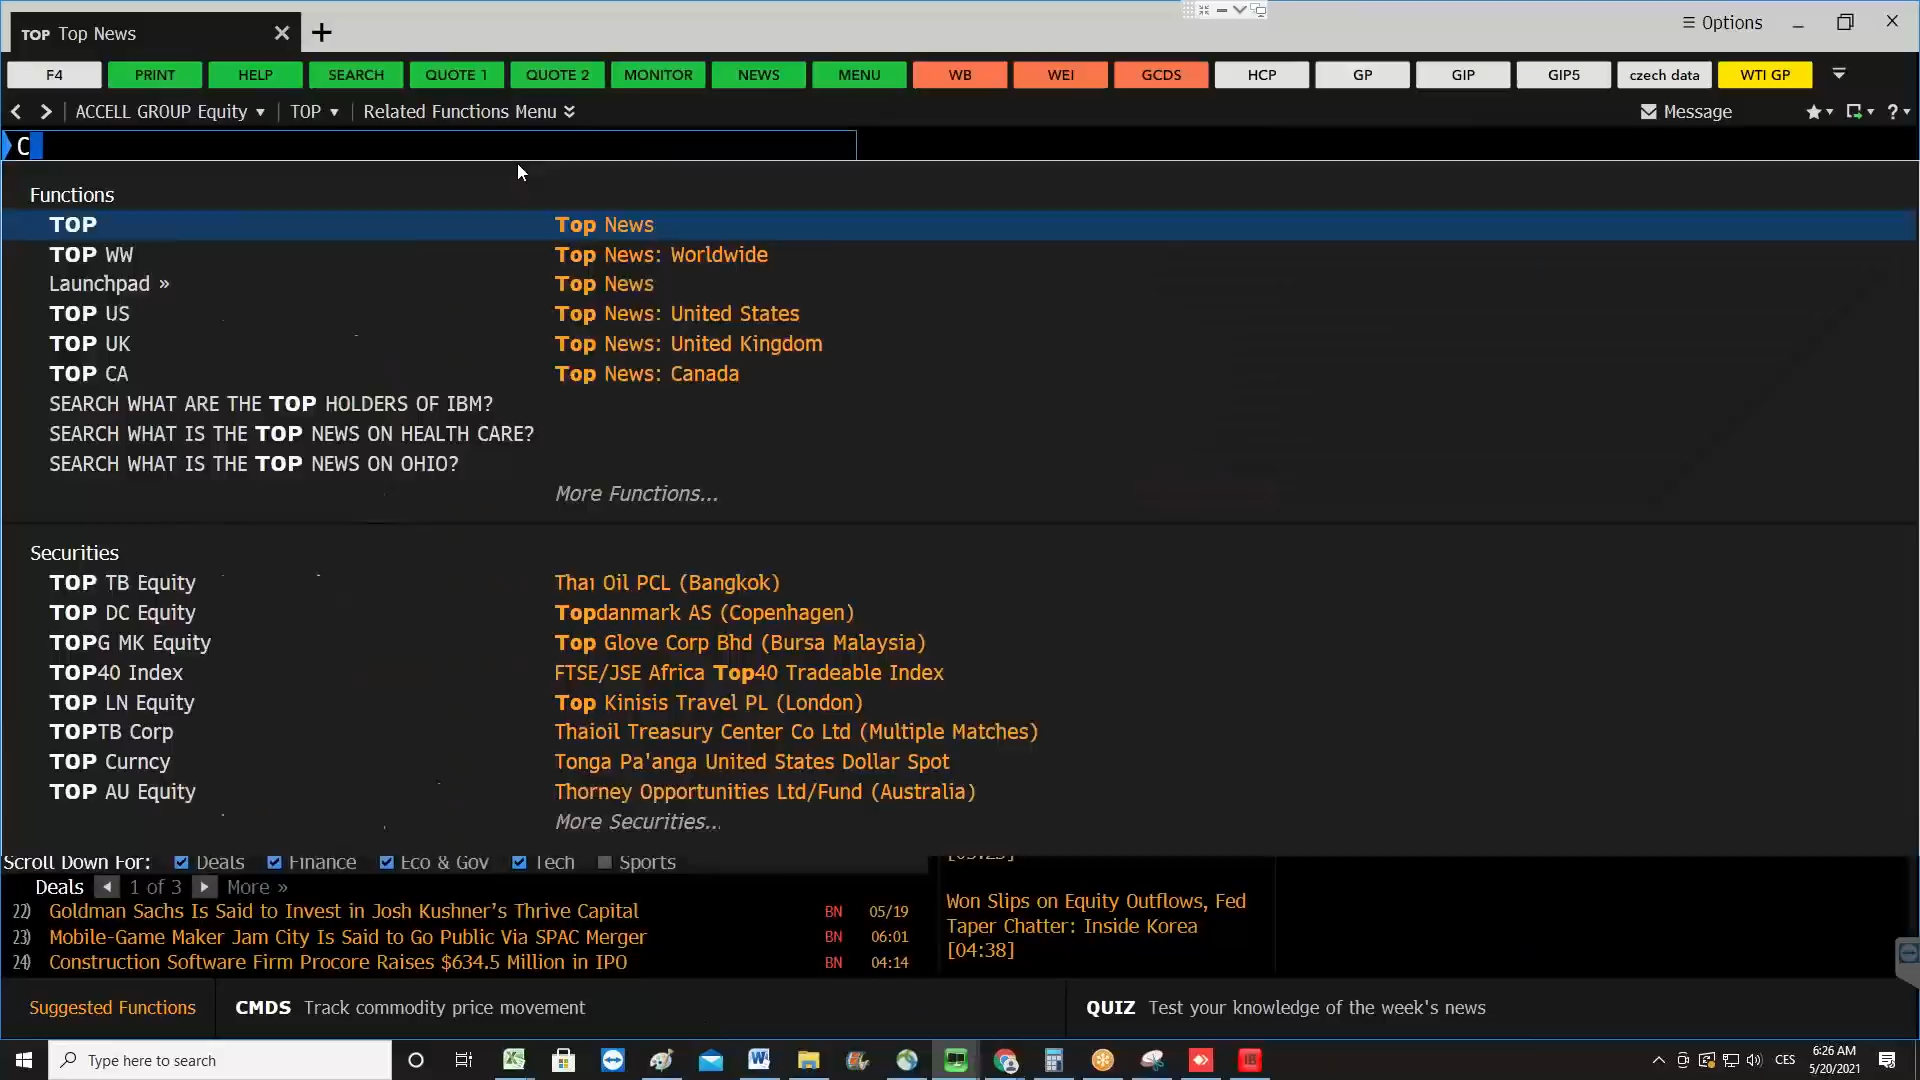 TOP Top News
Options
F4 PRINT HELP SEARCH QUOTE 1 QUOTE 2 MONITOR NEWS MENU WB WEI GCDS HCP GP GIP GIP5 czech data WTI GP
ACCELL GROUP Equity TOP Related Functions Menu Message
C
Functions
TOP Top News
TOP WW Top News: Worldwide
Launchpad » Top News
TOP US Top News: United States
TOP UK Top News: United Kingdom
TOP CA Top News: Canada
SEARCH WHAT ARE THE TOP HOLDERS OF IBM?
SEARCH WHAT IS THE TOP NEWS ON HEALTH CARE?
SEARCH WHAT IS THE TOP NEWS ON OHIO?
More Functions...
Securities
TOP TB Equity Thai Oil PCL (Bangkok)
TOP DC Equity Topdanmark AS (Copenhagen)
TOPG MK Equity Top Glove Corp Bhd (Bursa Malaysia)
TOP40 Index FTSE/JSE Africa Top40 Tradeable Index
TOP LN Equity Top Kinisis Travel PL (London)
TOPTB Corp Thaioil Treasury Center Co Ltd (Multiple Matches)
TOP Curncy Tonga Pa'anga United States Dollar Spot
TOP AU Equity Thorney Opportunities Ltd/Fund (Australia)
More Securities...
Scroll Down For: Deals Finance Eco & Gov Tech Sports
Deals 1 of 3 More »
22) Goldman Sachs Is Said to Invest in Josh Kushner's Thrive Capital BN 05/19
23) Mobile-Game Maker Jam City Is Said to Go Public Via SPAC Merger BN 06:01
24) Construction Software Firm Procore Raises $634.5 Million in IPO BN 04:14
Won Slips on Equity Outflows, Fed
Taper Chatter: Inside Korea
[04:38]
Suggested Functions CMDS Track commodity price movement QUIZ Test your knowledge of the week's news
Type here to search
CES
6:26 AM
5/20/2021